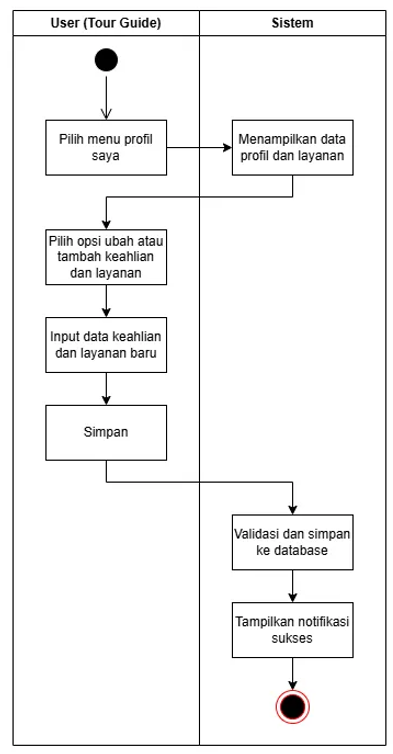 User (Tour Guide)
Sistem
Pilih menu profil
saya
Menampilkan data
profil dan layanan
Pilih opsi ubah atau
tambah keahlian
dan layanan
Input data keahlian
dan layanan baru
Simpan
Validasi dan simpan
ke database
Tampilkan notifikasi
sukses